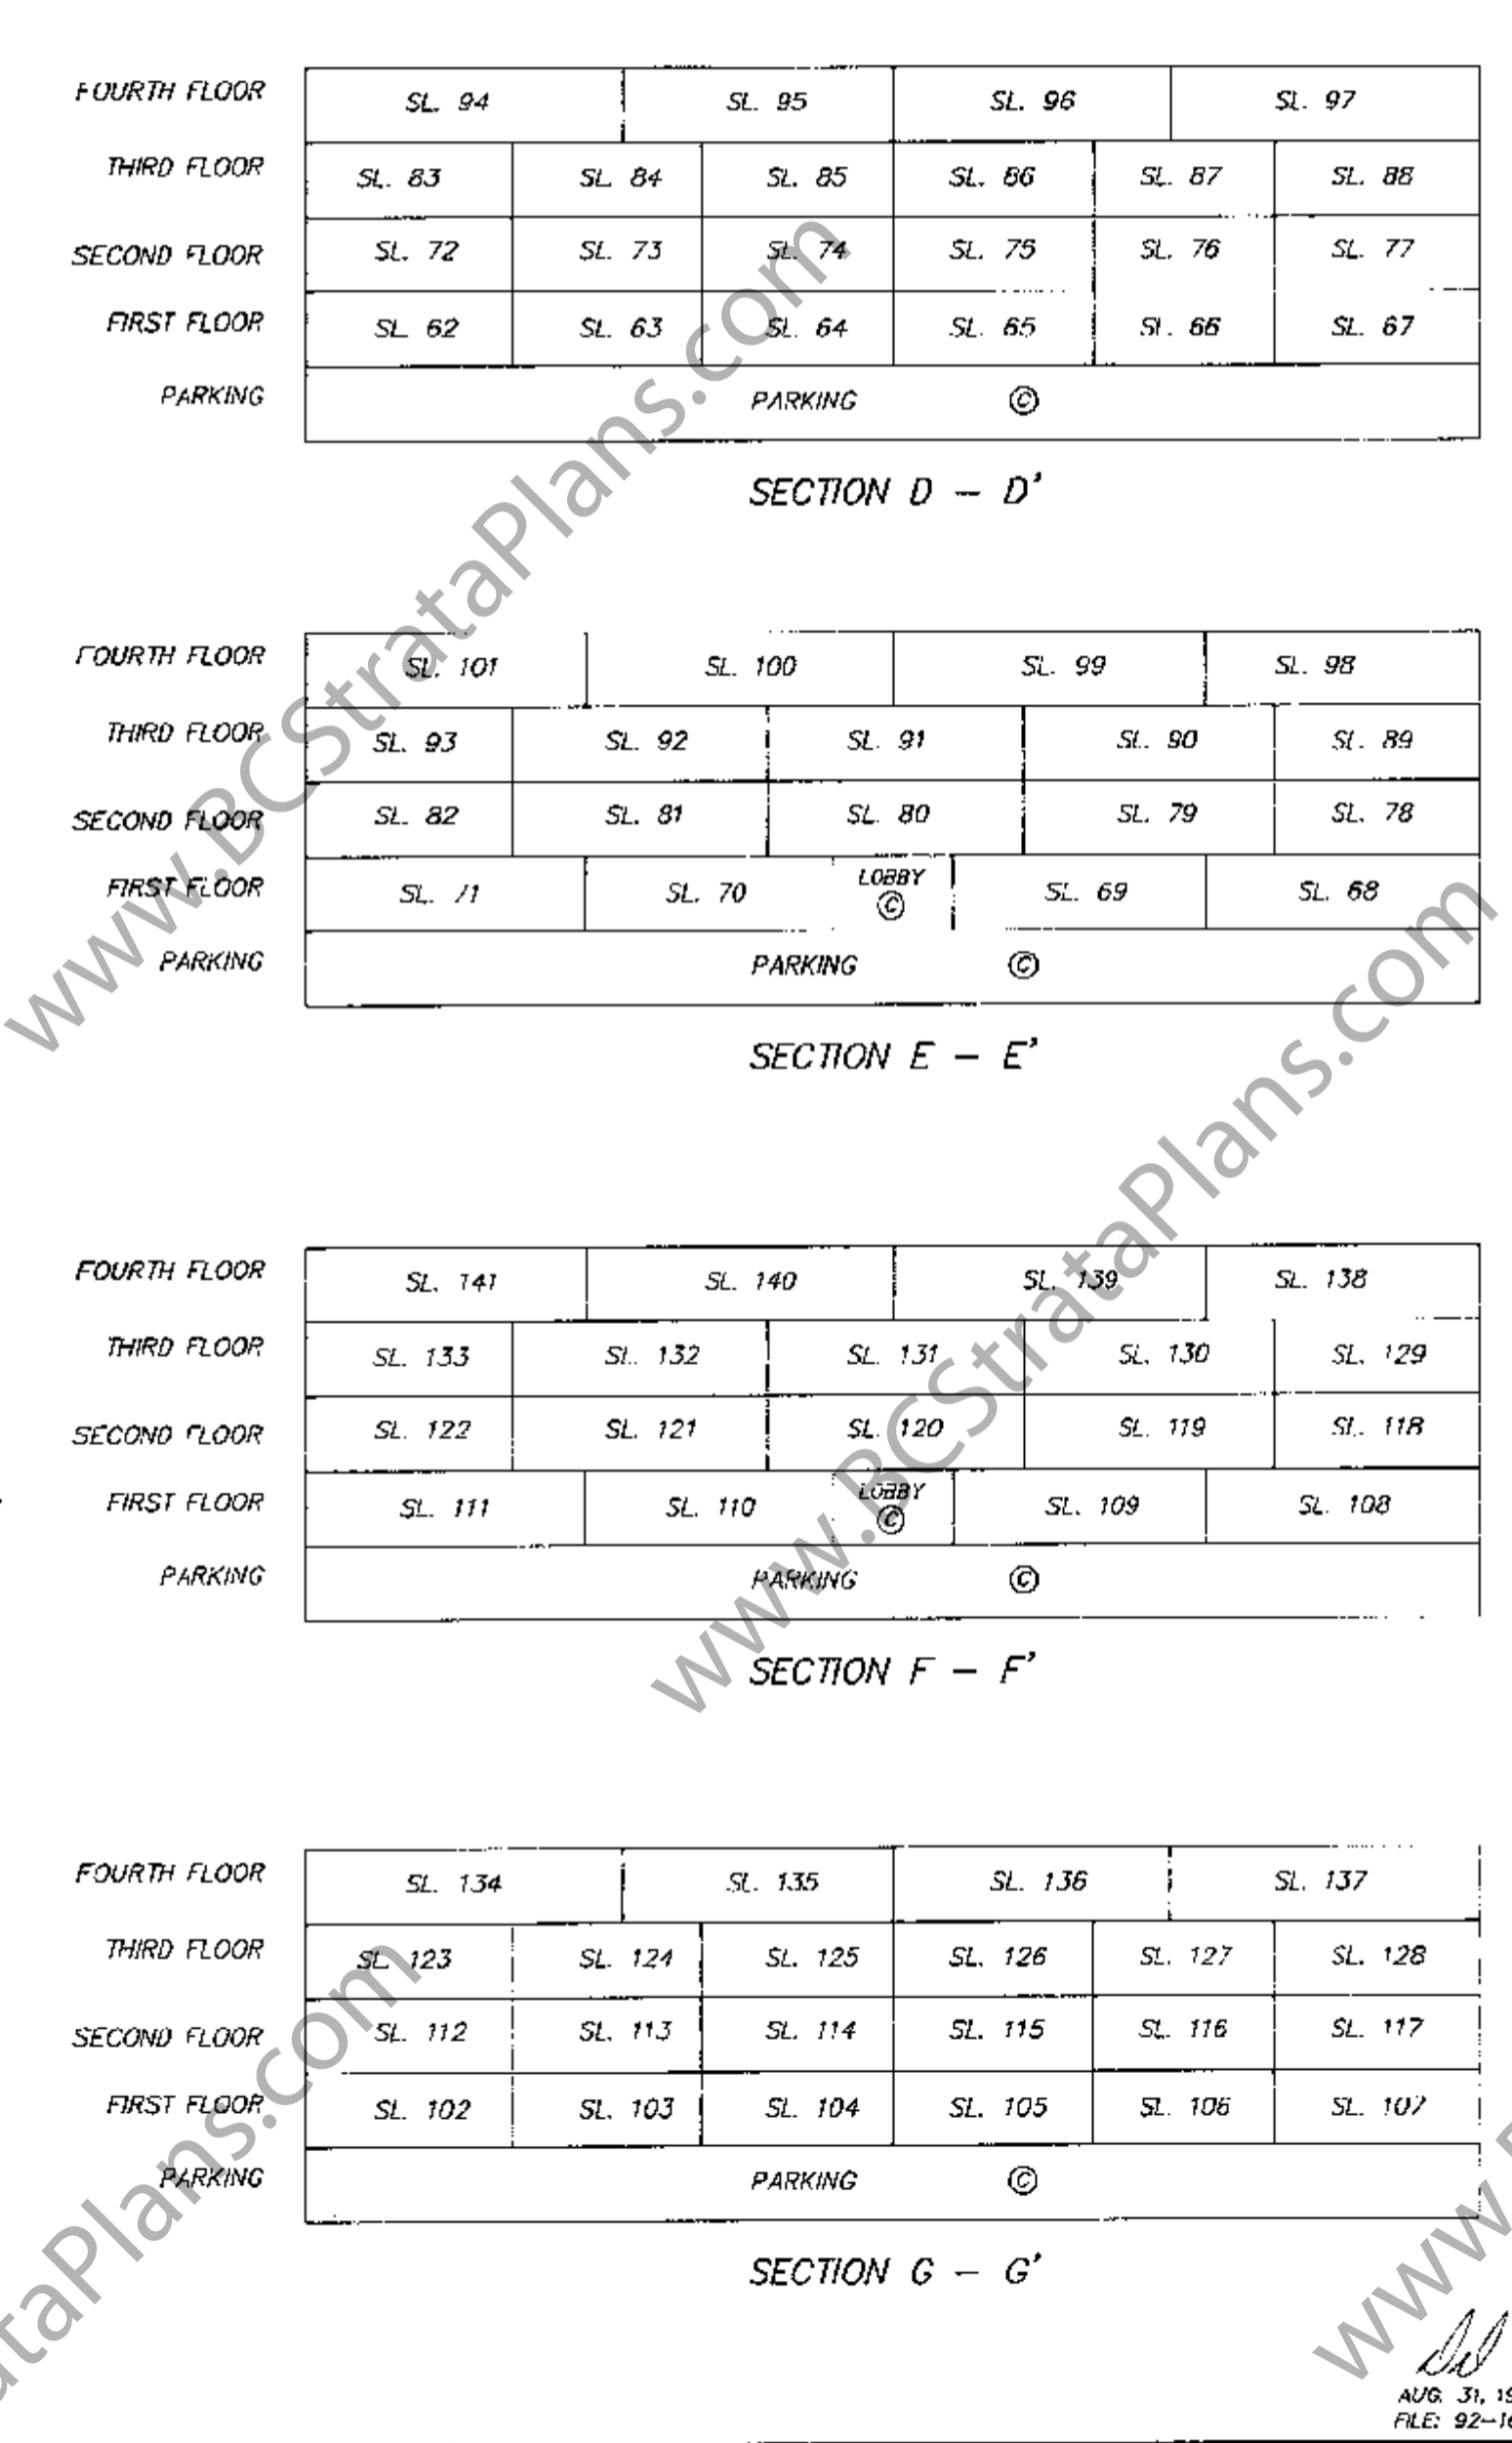 FOURTH FLOOR SL. 94 SL. 95 SL. 96 SL. 97
THIRD FLOOR SL. 83 SL 84 SL. 85 SL. 86 SL. 87 SL. 88
SECOND FLOOR SL. 72 SL. 73 SL. 74 SL. 75 SL. 76 SL. 77
FIRST FLOOR SL 62 SL. 63 SL. 64 SL. 65 SL. 66 SL. 67
PARKING PARKING ©
SECTION D – D'
FOURTH FLOOR SL. 101 SL. 100 SL. 99 SL. 98
THIRD FLOOR SL. 93 SL. 92 SL. 91 SL. 90 SL. 89
SECOND FLOOR SL. 82 SL. 81 SL. 80 SL. 79 SL. 78
FIRST FLOOR SL. 71 SL. 70 LOBBY © SL. 69 SL. 68
PARKING PARKING ©
SECTION E – E'
FOURTH FLOOR SL. 141 SL. 140 SL. 139 SL. 138
THIRD FLOOR SL. 133 SL. 132 SL. 131 SL. 130 SL. 129
SECOND FLOOR SL. 122 SL. 121 SL. 120 SL. 119 SL. 118
FIRST FLOOR SL. 111 SL. 110 LOBBY © SL. 109 SL. 108
PARKING PARKING ©
SECTION F – F'
FOURTH FLOOR SL. 134 SL. 135 SL. 136 SL. 137
THIRD FLOOR SL 123 SL. 124 SL. 125 SL. 126 SL. 127 SL. 128
SECOND FLOOR SL. 112 SL. 113 SL. 114 SL. 115 SL. 116 SL. 117
FIRST FLOOR SL. 102 SL. 103 SL. 104 SL. 105 SL. 106 SL. 107
PARKING PARKING ©
SECTION G – G'
AUG. 31, 19
FILE: 92-16
www.BCStrataPlans.com
www.BCStrataPlans.com
ataPlans.com
www.